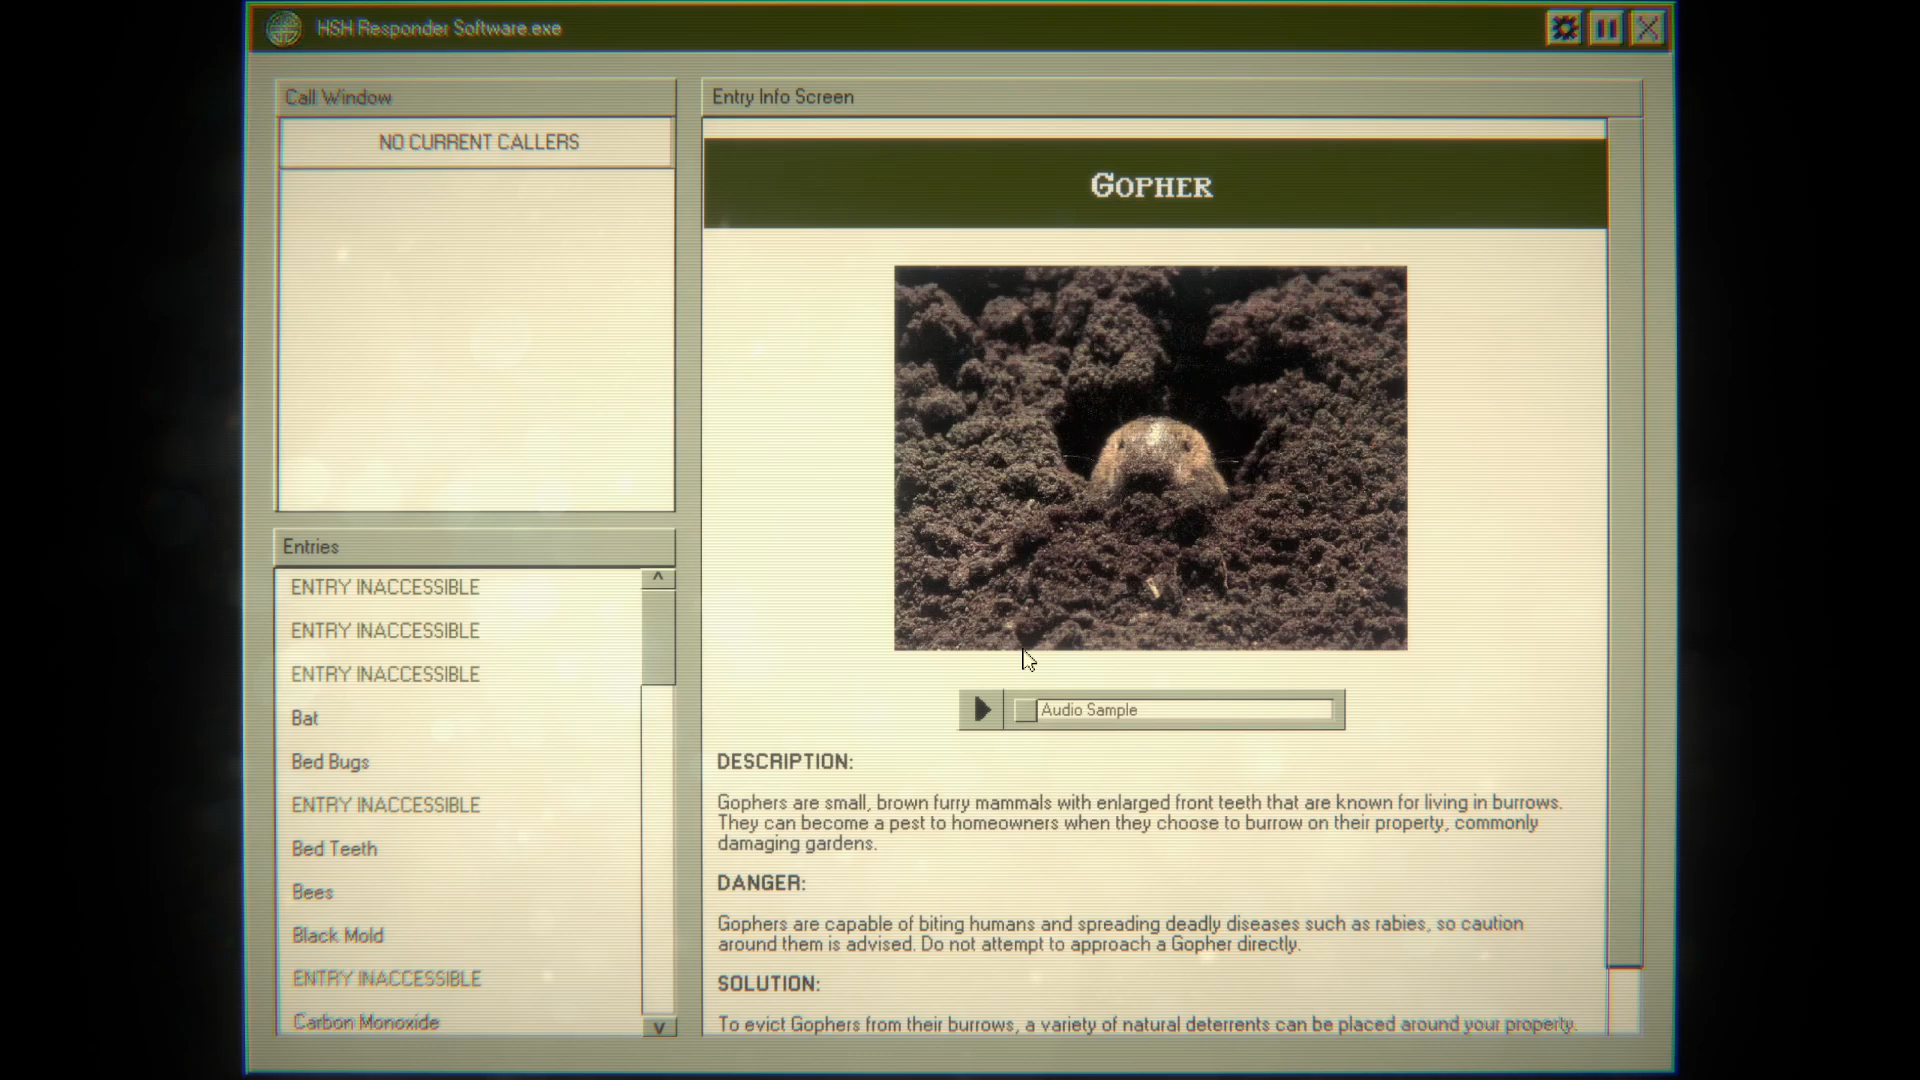 HSH Responder Software.exe
Call Window
NO CURRENT CALLERS
Entries
ENTRY INACCESSIBLE
ENTRY INACCESSIBLE
ENTRY INACCESSIBLE
Bat
Bed Bugs
ENTRY INACCESSIBLE
Bed Teeth
Bees
Black Mold
ENTRY INACCESSIBLE
Carbon Monoxide
Entry Info Screen
GOPHER
Audio Sample
DESCRIPTION:
Gophers are small, brown furry mammals with enlarged front teeth that are known for living in burrows.
They can become a pest to homeowners when they choose to burrow on their property, commonly
damaging gardens.
DANGER:
Gophers are capable of biting humans and spreading deadly diseases such as rabies, so caution
around them is advised. Do not attempt to approach a Gopher directly.
SOLUTION:
To evict Gophers from their burrows, a variety of natural deterrents can be placed around your property.